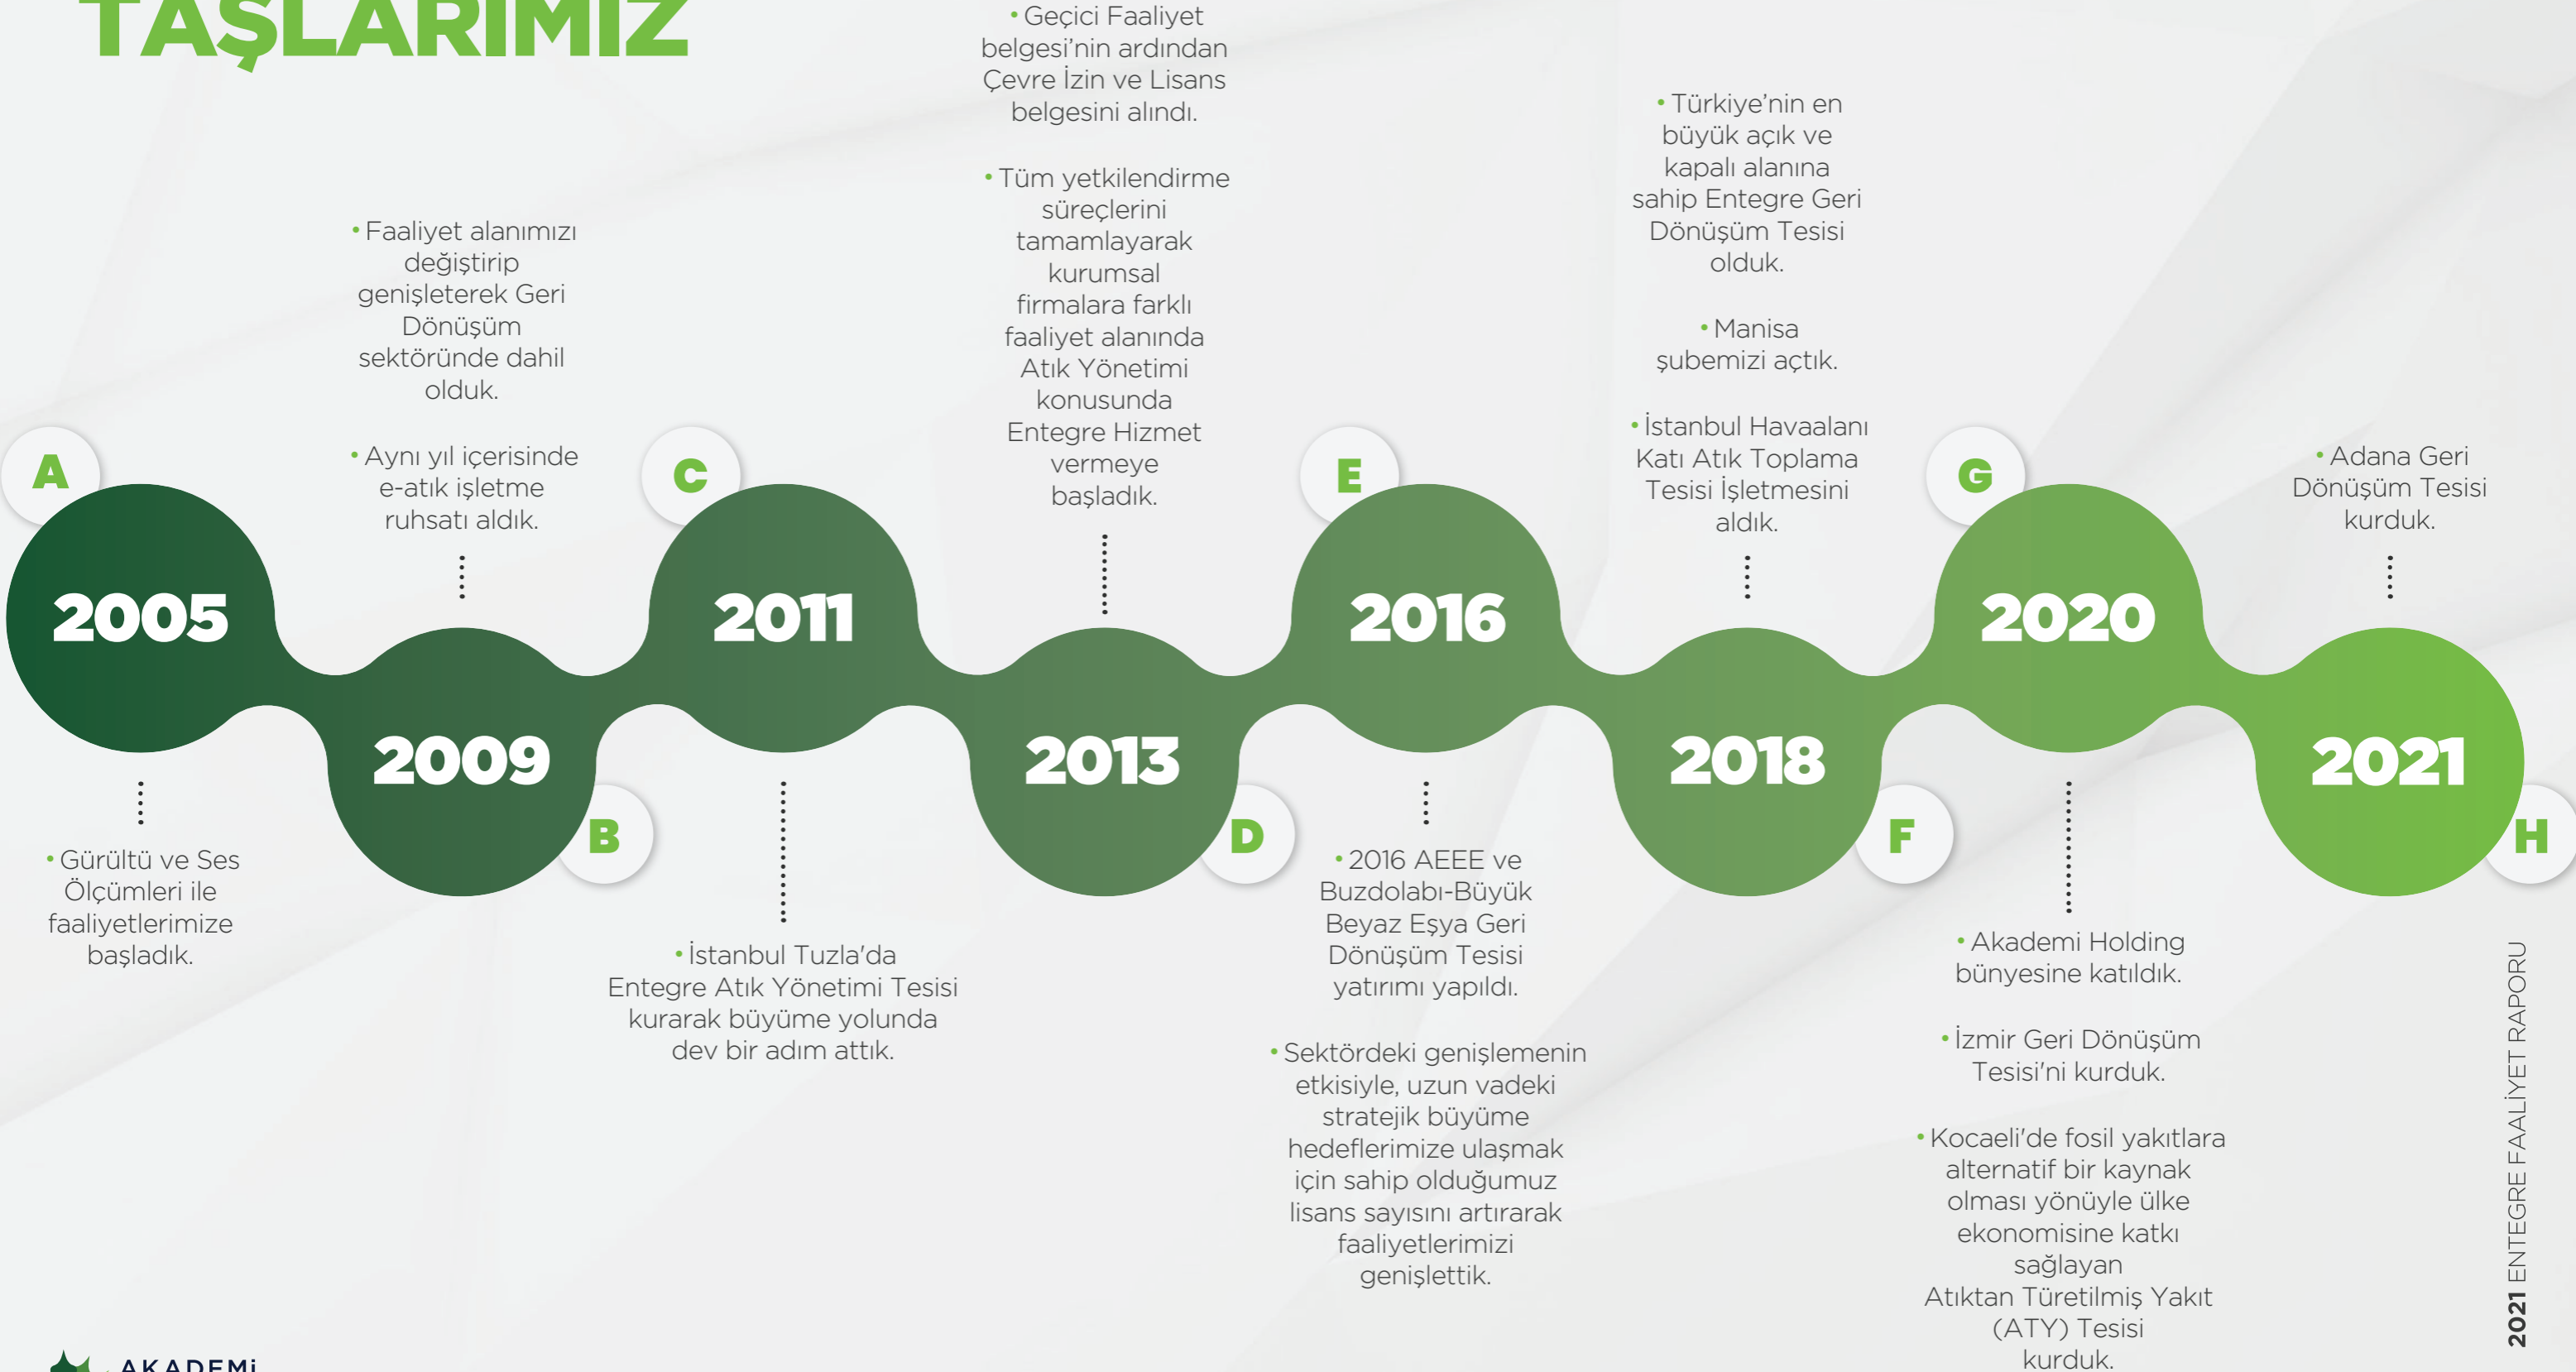 TAŞLARIMIZ
A
2005
• Gürültü ve Ses
Ölçümleri ile
faaliyetlerimize
başladık.
• Faaliyet alanımızı
değiştirip
genişleterek Geri
Dönüşüm
sektöründe dahil
olduk.
• Aynı yıl içerisinde
e-atık işletme
ruhsatı aldık.
2009
B
C
2011
• İstanbul Tuzla'da
Entegre Atık Yönetimi Tesisi
kurarak büyüme yolunda
dev bir adım attık.
• Geçici Faaliyet
belgesi’nin ardından
Çevre İzin ve Lisans
belgesini alındı.
• Tüm yetkilendirme
süreçlerini
tamamlayarak
kurumsal
firmalara farklı
faaliyet alanında
Atık Yönetimi
konusunda
Entegre Hizmet
vermeye
başladık.
2013
D
E
2016
• 2016 AEEE ve
Buzdolabı-Büyük
Beyaz Eşya Geri
Dönüşüm Tesisi
yatırımı yapıldı.
• Sektördeki genişlemenin
etkisiyle, uzun vadeki
stratejik büyüme
hedeflerimize ulaşmak
için sahip olduğumuz
lisans sayısını artırarak
faaliyetlerimizi
genişlettik.
• Türkiye’nin en
büyük açık ve
kapalı alanına
sahip Entegre Geri
Dönüşüm Tesisi
olduk.
• Manisa
şubemizi açtık.
• İstanbul Havaalanı
Katı Atık Toplama
Tesisi İşletmesini
aldık.
2018
F
G
2020
• Akademi Holding
bünyesine katıldık.
• İzmir Geri Dönüşüm
Tesisi'ni kurduk.
• Kocaeli'de fosil yakıtlara
alternatif bir kaynak
olması yönüyle ülke
ekonomisine katkı
sağlayan
Atıktan Türetilmiş Yakıt
(ATY) Tesisi
kurduk.
• Adana Geri
Dönüşüm Tesisi
kurduk.
2021
H
2021 ENTEGRE FAALİYET RAPORU
AKADEMİ